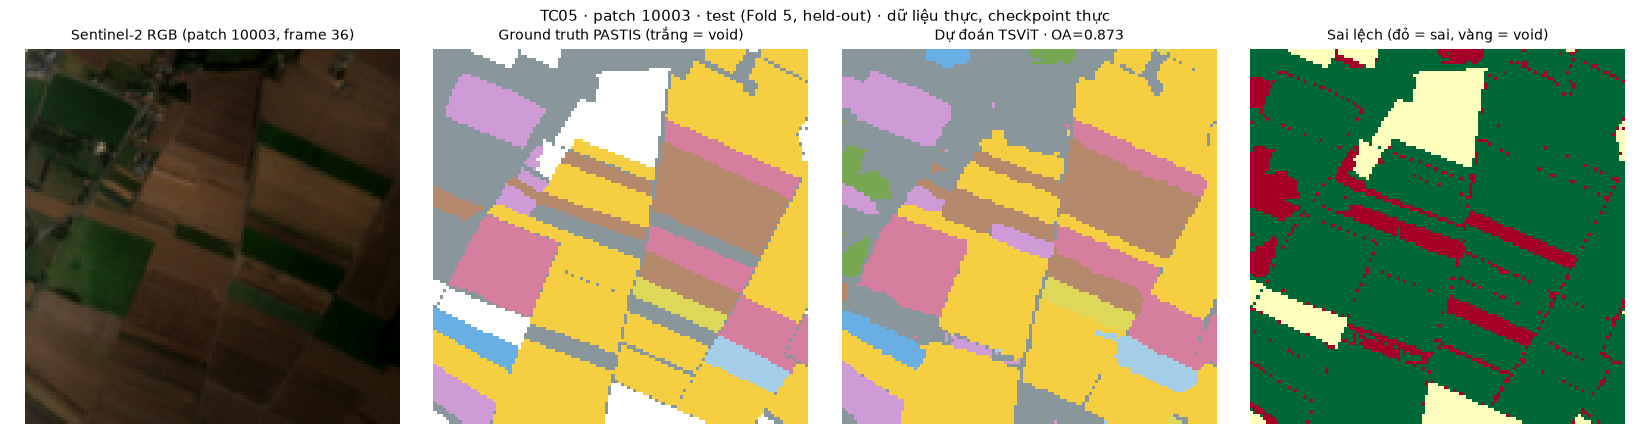 TC05 · patch 10003 · test (Fold 5, held-out) · dữ liệu thực, checkpoint thực
Sentinel-2 RGB (patch 10003, frame 36)
Ground truth PASTIS (trắng = void)
Dự đoán TSViT · OA=0.873
Sai lệch (đỏ = sai, vàng = void)